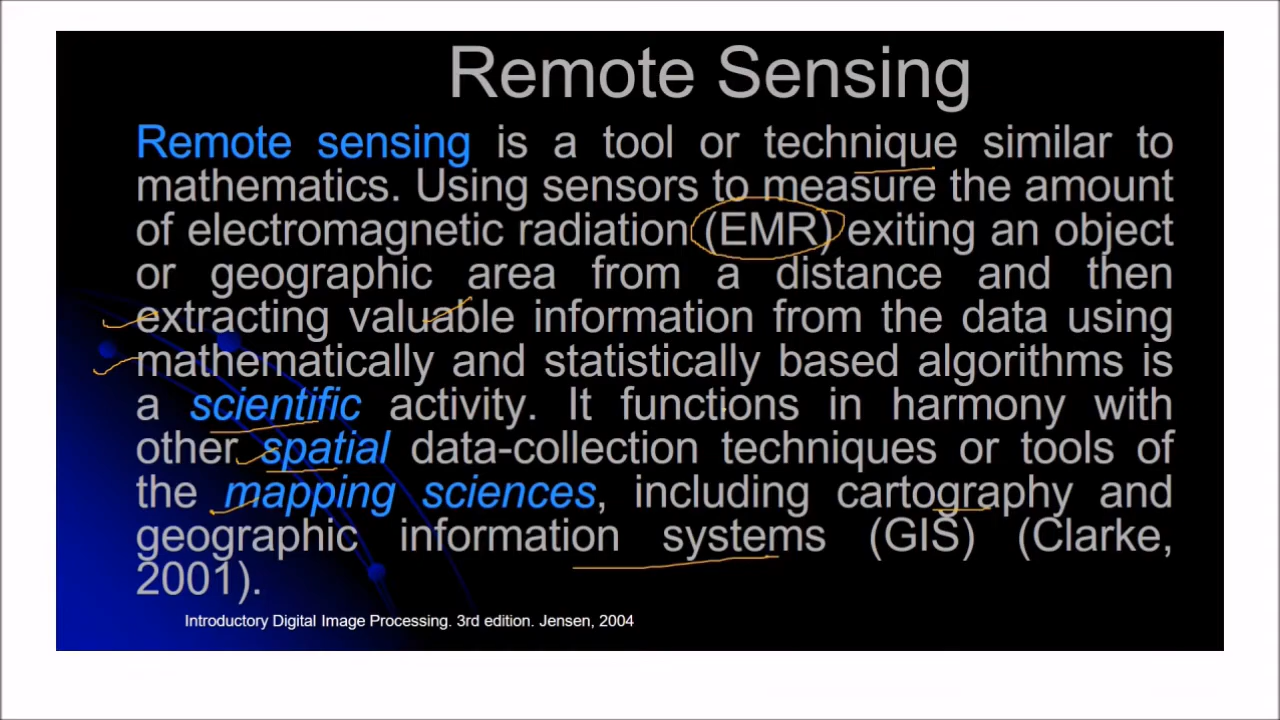 Remote Sensing
Remote sensing is a tool or technique similar to
mathematics. Using sensors to measure the amount
of electromagnetic radiation (EMR) exiting an object
or geographic area from a distance and then
extracting valuable information from the data using
mathematically and statistically based algorithms is
a scientific activity. It functions in harmony with
other spatial data-collection techniques or tools of
the mapping sciences, including cartography and
geographic information systems (GIS) (Clarke,
2001).
Introductory Digital Image Processing. 3rd edition. Jensen, 2004